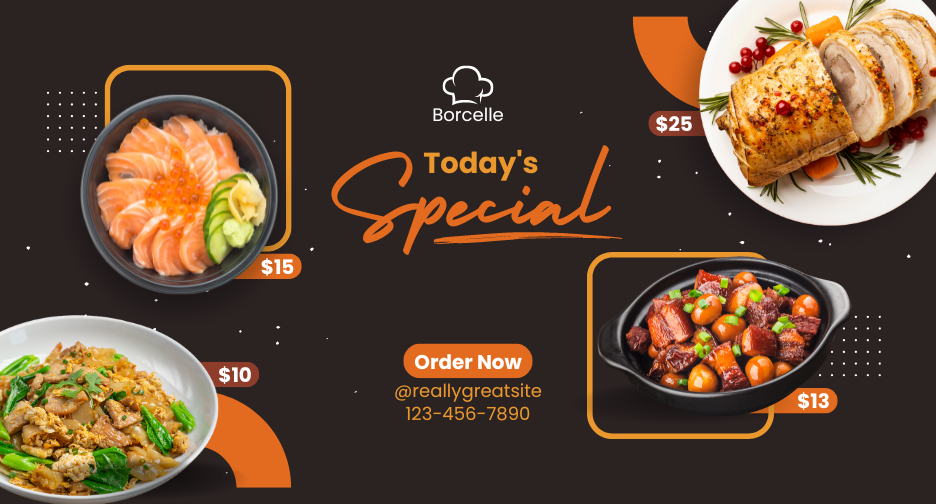 Borcelle
Today's
Special
$25
$15
$10
$13
Order Now
@reallygreatsite
123-456-7890